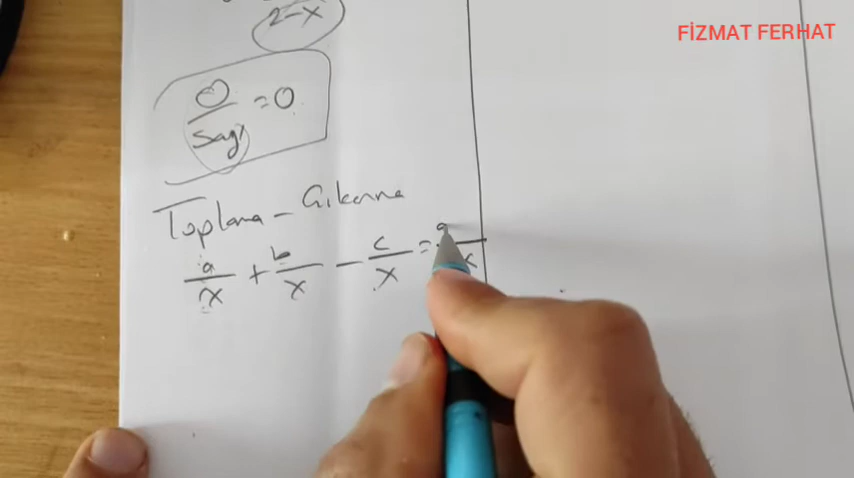 FİZMAT FERHAT
2-x
0/Sayı = 0
Toplama - Çıkarma
a/x + b/x - c/x = a/x